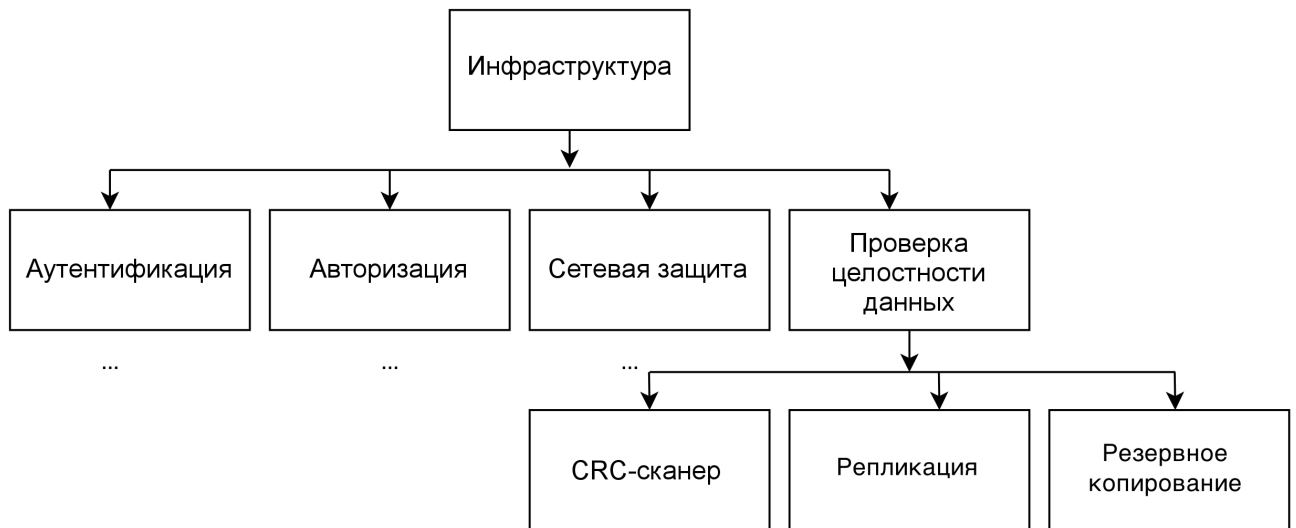 Инфраструктура
Аутентификация
Авторизация
Сетевая защита
Проверка
целостности
данных
...
...
...
CRC-сканер
Репликация
Резервное
копирование